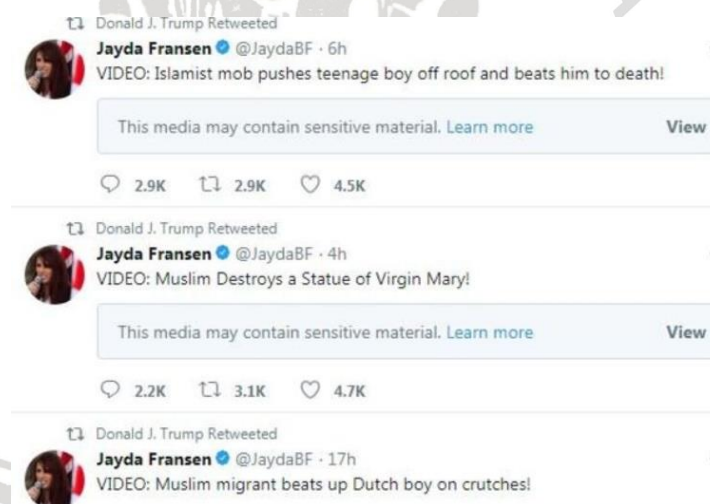 Donald J. Trump Retweeted
Jayda Fransen @JaydaBF · 6h
VIDEO: Islamist mob pushes teenage boy off roof and beats him to death!
This media may contain sensitive material. Learn more View
2.9K 2.9K 4.5K
Donald J. Trump Retweeted
Jayda Fransen @JaydaBF · 4h
VIDEO: Muslim Destroys a Statue of Virgin Mary!
This media may contain sensitive material. Learn more View
2.2K 3.1K 4.7K
Donald J. Trump Retweeted
Jayda Fransen @JaydaBF · 17h
VIDEO: Muslim migrant beats up Dutch boy on crutches!